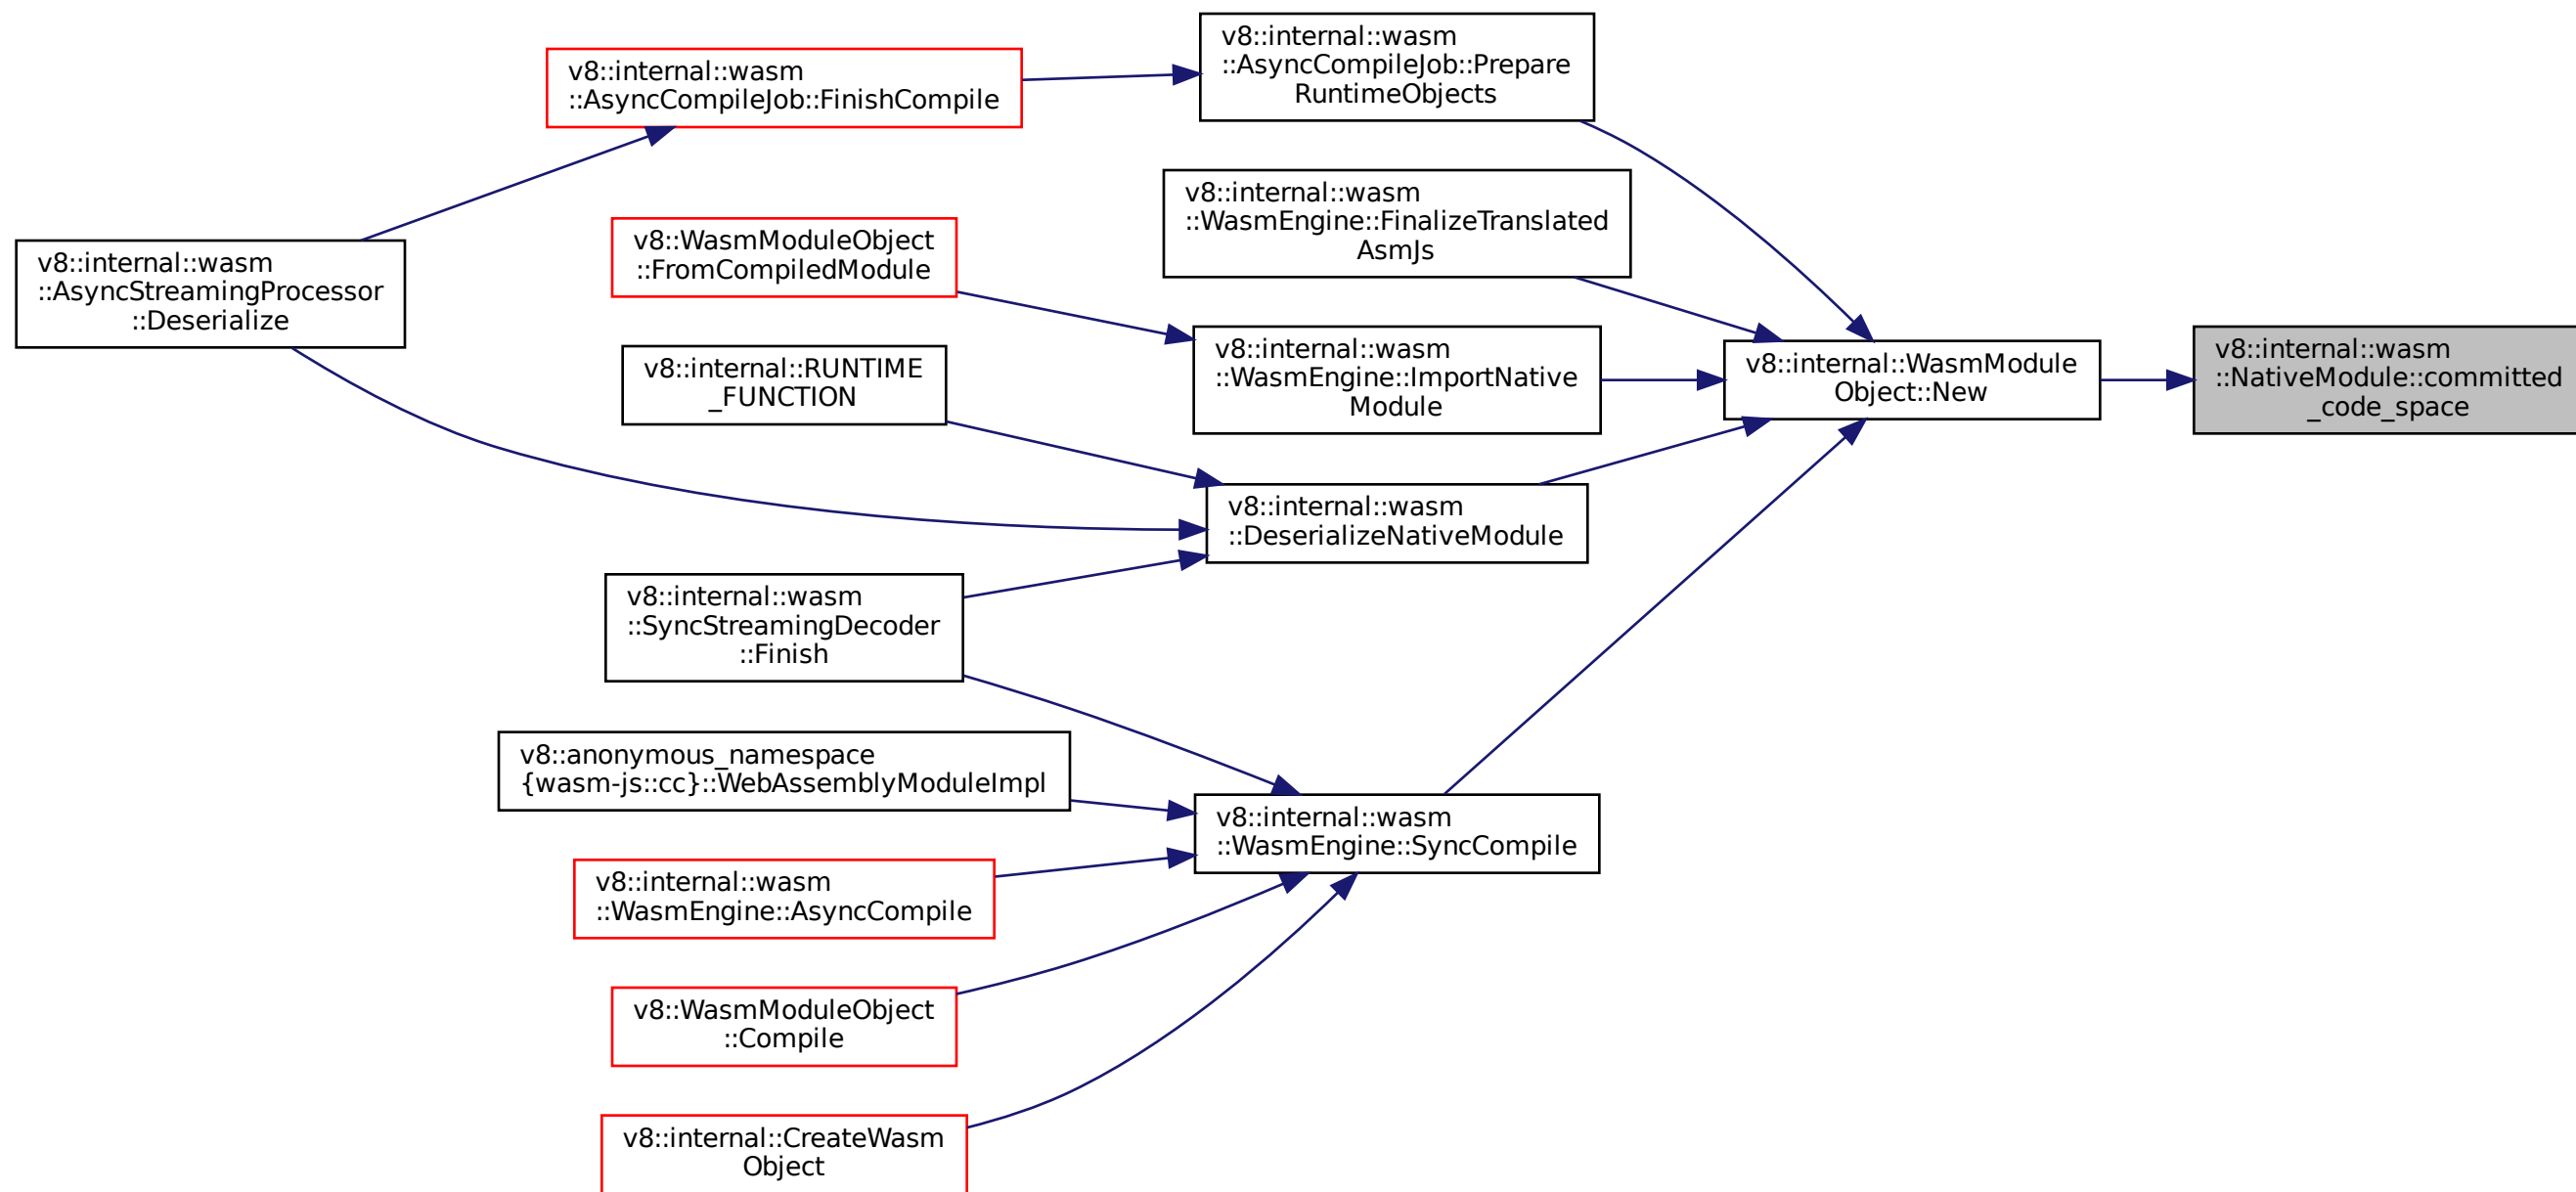 v8::internal::wasm
::AsyncCompileJob::Prepare
RuntimeObjects
v8::internal::wasm
::AsyncCompileJob::FinishCompile
v8::internal::wasm
::WasmEngine::FinalizeTranslated
AsmJs
v8::WasmModuleObject
::FromCompiledModule
v8::internal::wasm
::AsyncStreamingProcessor
::Deserialize
v8::internal::wasm
::WasmEngine::ImportNative
Module
v8::internal::WasmModule
Object::New
v8::internal::wasm
::NativeModule::committed
_code_space
v8::internal::RUNTIME
_FUNCTION
v8::internal::wasm
::DeserializeNativeModule
v8::internal::wasm
::SyncStreamingDecoder
::Finish
v8::anonymous_namespace
{wasm-js::cc}::WebAssemblyModuleImpl
v8::internal::wasm
::WasmEngine::SyncCompile
v8::internal::wasm
::WasmEngine::AsyncCompile
v8::WasmModuleObject
::Compile
v8::internal::CreateWasm
Object